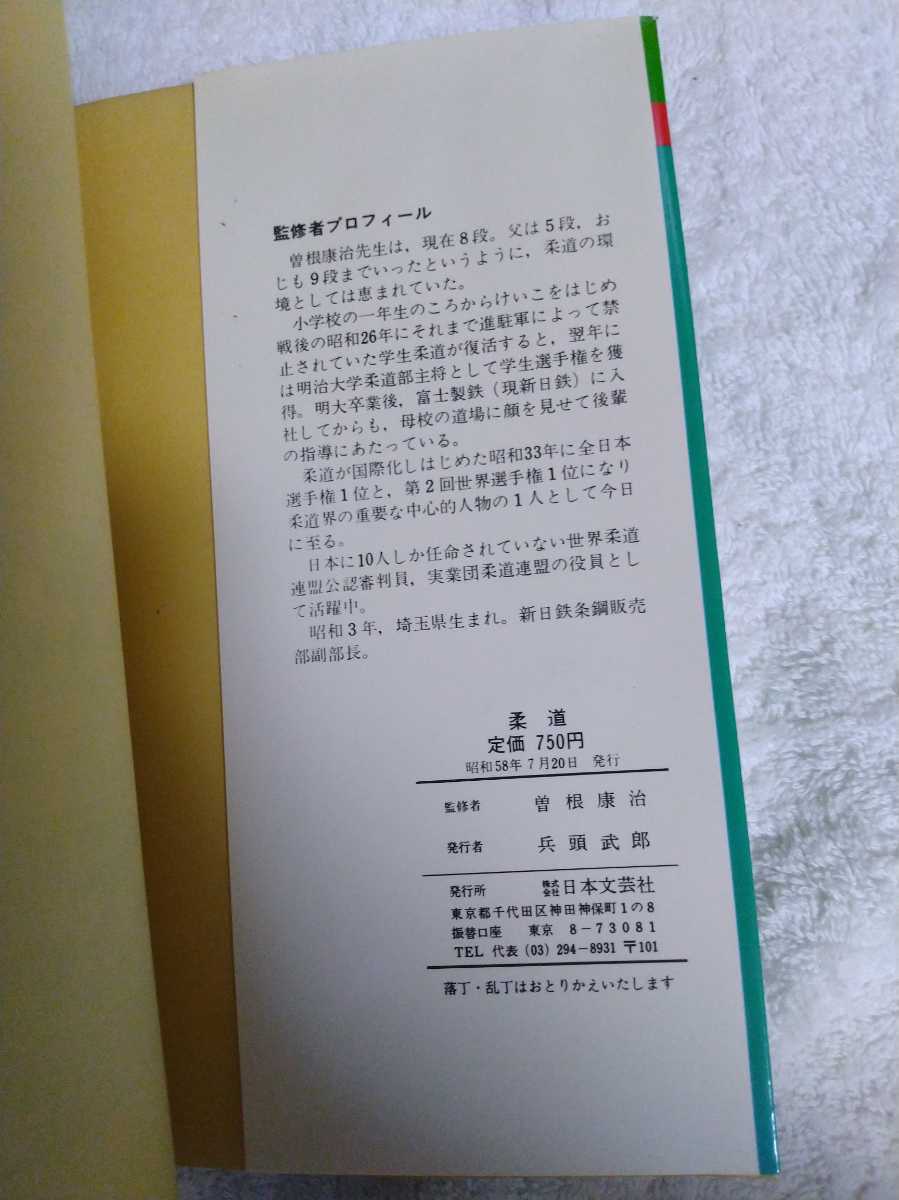 監修者プロフィール
曽根康治先生は，現在8段。父は5段，お
じも9段までいったというように，柔道の環
境としては恵まれていた。
小学校の一年生のころからけいこをはじめ
戦後の昭和26年にそれまで進駐軍によって禁
止されていた学生柔道が復活すると，翌年に
は明治大学柔道部主将として学生選手権を獲
得。明大卒業後，富士製鉄（現新日鉄）に入
社してからも，母校の道場に顔を見せて後輩
の指導にあたっている。
柔道が国際化しはじめた昭和33年に全日本
選手権1位と，第2回世界選手権1位になり
柔道界の重要な中心的人物の1人として今日
に至る。
日本に10人しか任命されていない世界柔道
連盟公認審判員，実業団柔道連盟の役員とし
て活躍中。
昭和3年，埼玉県生まれ。新日鉄条鋼販売
部副部長。
柔道
定価 750円
昭和58年7月20日 発行
監修者 曽根康治
発行者 兵頭武郎
発行所 株式会社日本文芸社
東京都千代田区神田神保町1の8
振替口座 東京 8-73081
TEL 代表 (03) 294-8931 〒101
落丁・乱丁はおとりかえいたします